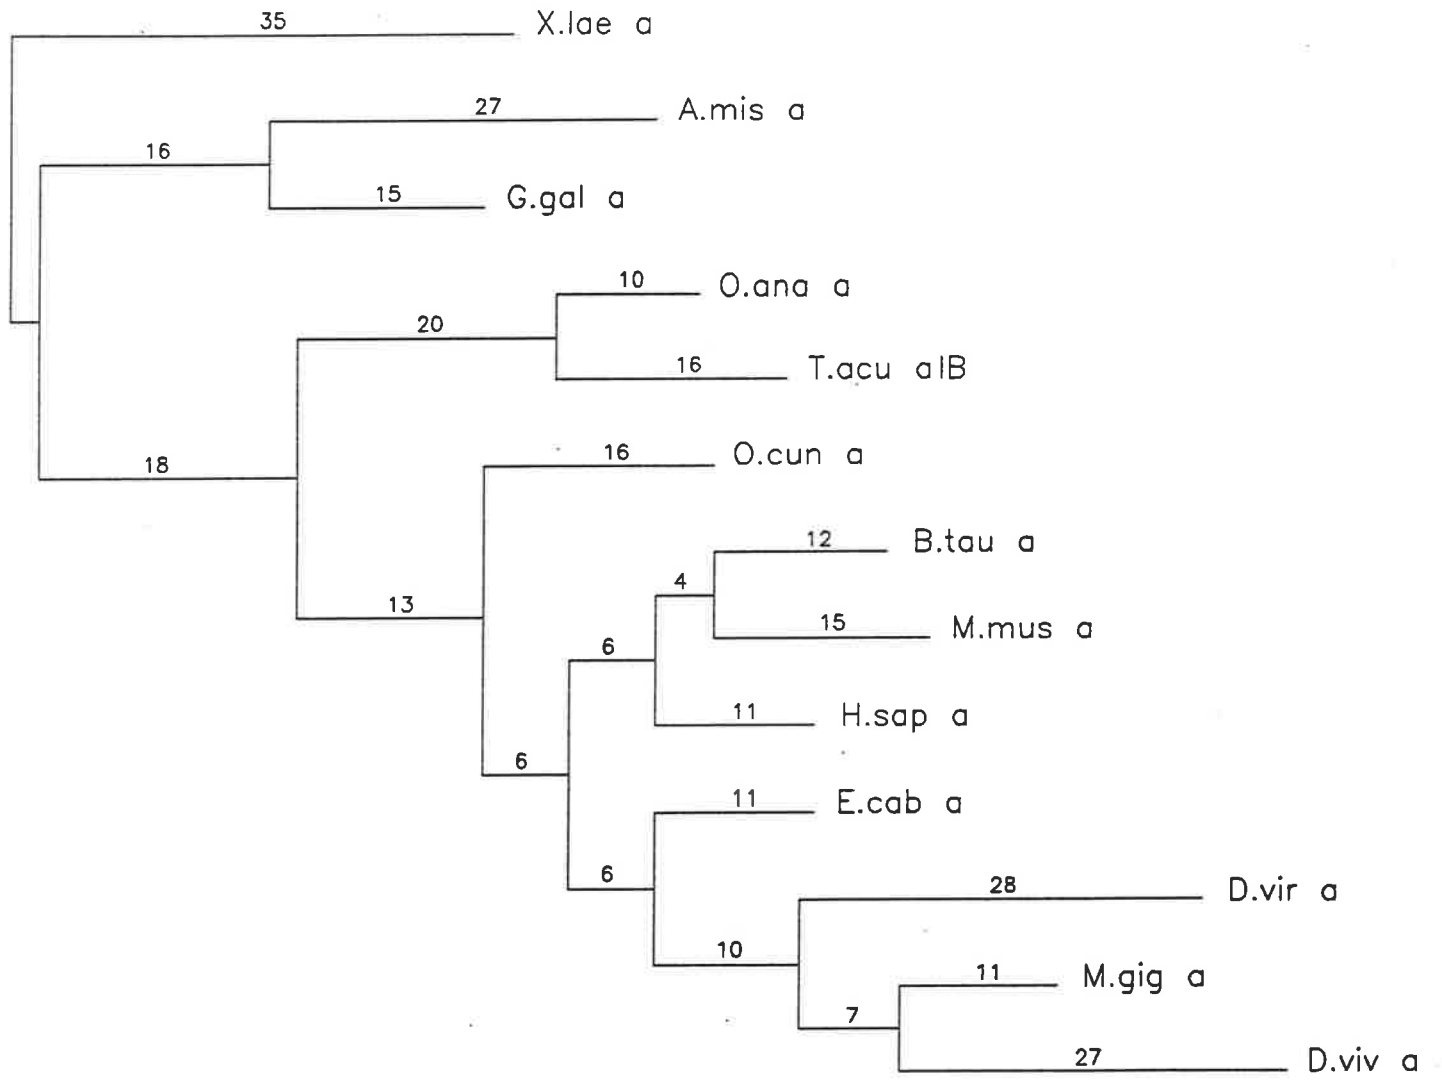 35 X.lae a
27 A.mis a
16
15 G.gal a
10 O.ana a
20
16 T.acu aIB
16 O.cun a
18
12 B.tau a
4
13
15 M.mus a
6
11 H.sap a
6
11 E.cab a
6
28 D.vir a
10
11 M.gig a
7
27 D.viv a